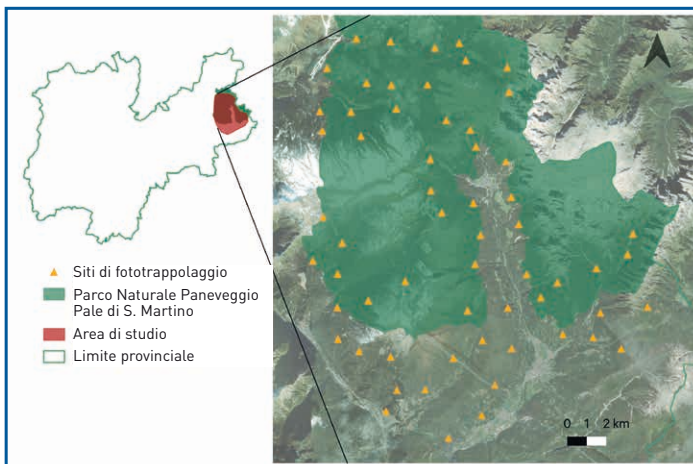 Siti di fototrappolaggio
Parco Naturale Paneveggio
Pale di S. Martino
Area di studio
Limite provinciale
0 1 2 km